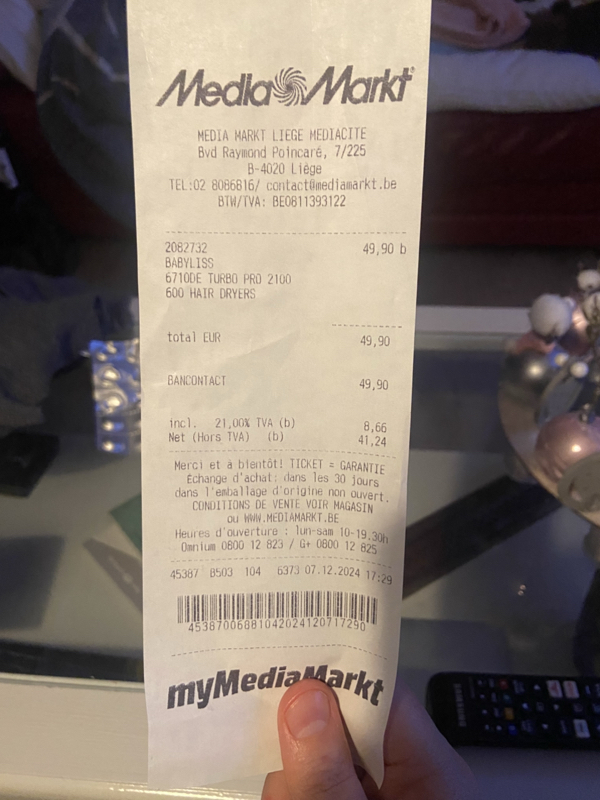 MediaMarkt
MEDIA MARKT LIEGE MEDIACITE
Bvd Raymond Poincaré, 7/225
B-4020 Liège
TEL:02 8086816/ contact@mediamarkt.be
BTW/TVA: BE0811393122
2082732 49,90 b
BABYLISS
6710DE TURBO PRO 2100
600 HAIR DRYERS
total EUR 49,90
BANCONTACT 49,90
incl. 21,00% TVA (b) 8,66
Net (Hors TVA) (b) 41,24
Merci et à bientôt! TICKET = GARANTIE
Échange d'achat: dans les 30 jours
dans l'emballage d'origine non ouvert.
CONDITIONS DE VENTE VOIR MAGASIN
ou WWW.MEDIAMARKT.BE
Heures d'ouverture : lun-sam 10-19.30h
Omnium 0800 12 823 / G+ 0800 12 825
45387 B503 104 6373 07.12.2024 17:29
45387006881042024120717290
myMediaMarkt
SAMSUNG